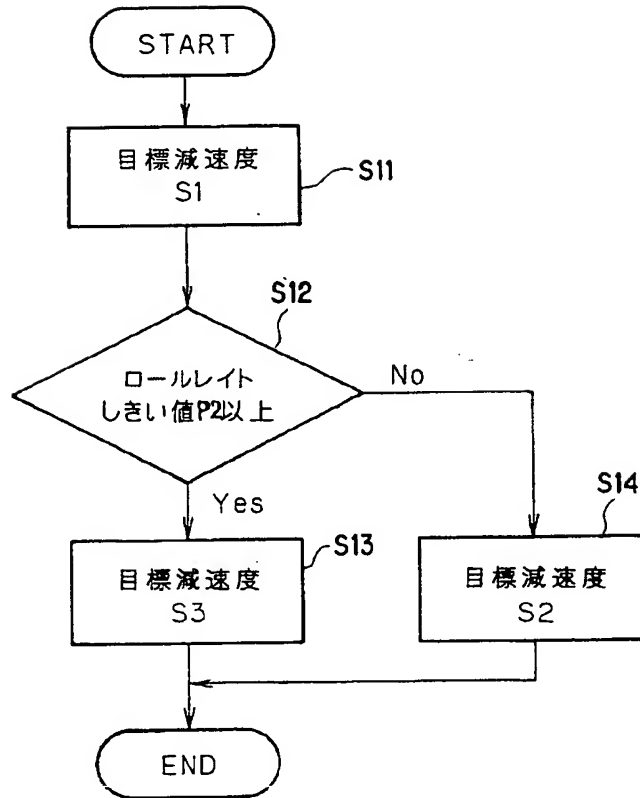 START
目標減速度
S1
S11
S12
ロールレイト
しきい値P2以上
No
Yes
S13
S14
目標減速度
S3
目標減速度
S2
END